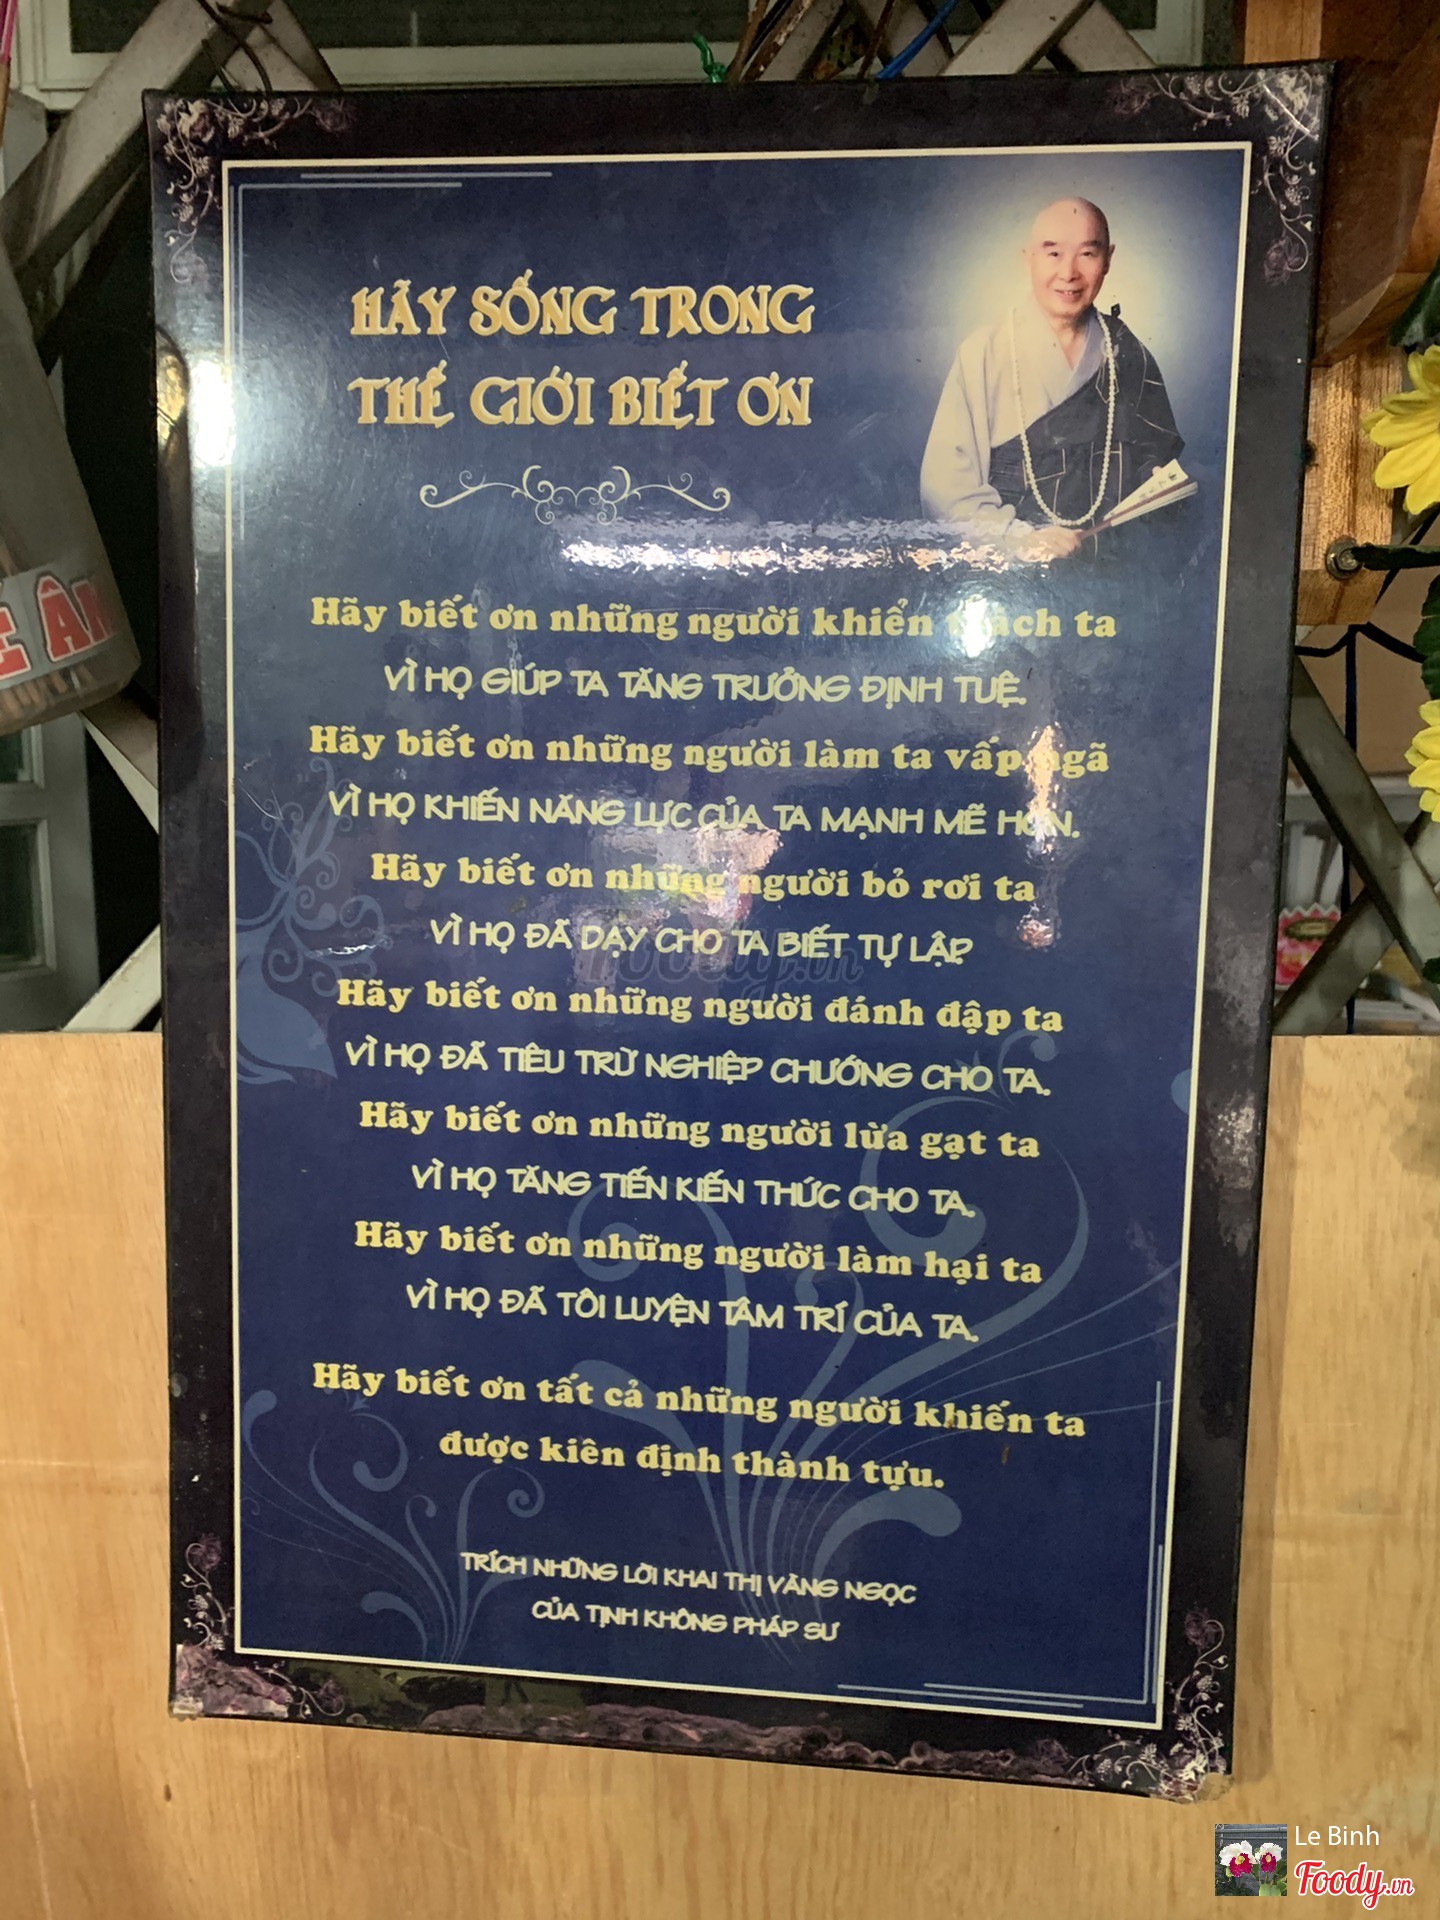 HÃY SỐNG TRONG
THẾ GIỚI BIẾT ƠN
Hãy biết ơn những người khiển trách ta
VÌ HỌ GIÚP TA TĂNG TRƯỞNG ĐỊNH TUỆ.
Hãy biết ơn những người làm ta vấp ngã
VÌ HỌ KHIẾN NĂNG LỰC CỦA TA MẠNH MẼ HƠN.
Hãy biết ơn những người bỏ rơi ta
VÌ HỌ ĐÃ DẠY CHO TA BIẾT TỰ LẬP.
Hãy biết ơn những người đánh đập ta
VÌ HỌ ĐÃ TIÊU TRỪ NGHIỆP CHƯỚNG CHO TA.
Hãy biết ơn những người lừa gạt ta
VÌ HỌ TĂNG TIẾN KIẾN THỨC CHO TA.
Hãy biết ơn những người làm hại ta
VÌ HỌ ĐÃ TÔI LUYỆN TÂM TRÍ CỦA TA.
Hãy biết ơn tất cả những người khiến ta
được kiên định thành tựu.
TRÍCH NHỮNG LỜI KHAI THỊ VÀNG NGỌC
CỦA TỊNH KHÔNG PHÁP SƯ
Foody.vn
Le Binh
Foody.vn